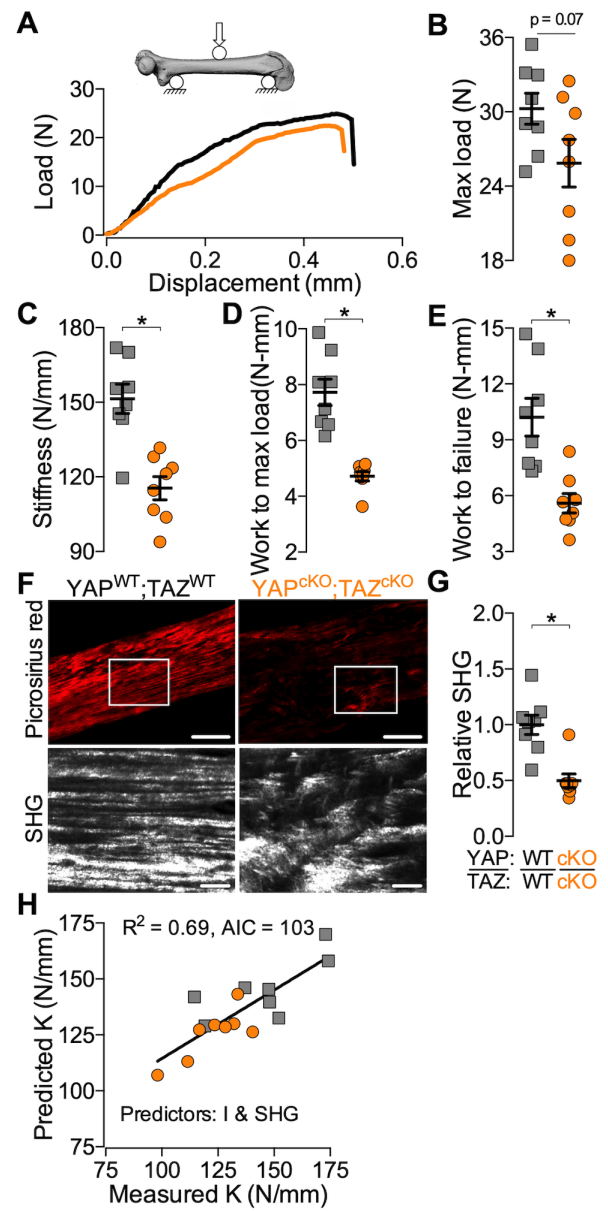 A
Load (N)
30
20
10
0
0.0 0.2 0.4 0.6
Displacement (mm)
B
p = 0.07
Max load (N)
36
30
24
18
C
*
Stiffness (N/mm)
180
150
120
90
D
*
Work to max load(N-mm)
10
8
6
4
2
E
*
Work to failure (N-mm)
15
12
9
6
3
F
YAPWT;TAZWT YAPcKO;TAZcKO
Picrosirius red
SHG
G
*
Relative SHG
2.0
1.5
1.0
0.5
0.0
YAP: WT cKO
TAZ: WT cKO
H
R2 = 0.69, AIC = 103
Predicted K (N/mm)
175
150
125
100
75
Predictors: I & SHG
75 100 125 150 175
Measured K (N/mm)